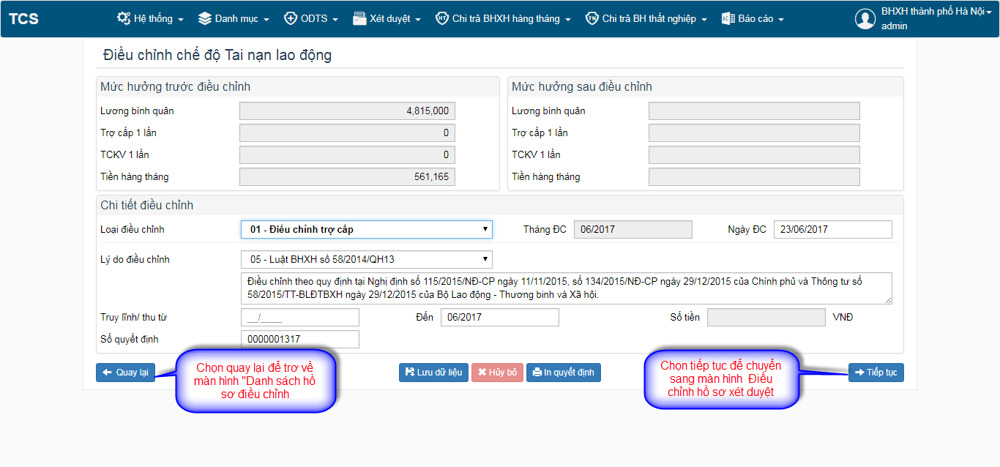 TCS
Hệ thống
Danh mục
ODTS
Xét duyệt
Chi trả BHXH hàng tháng
Chi trả BH thất nghiệp
Báo cáo
BHXH thành phố Hà Nội
admin
Điều chỉnh chế độ Tai nạn lao động
Mức hưởng trước điều chỉnh
Lương bình quân 4,815,000
Trợ cấp 1 lần 0
TCKV 1 lần 0
Tiền hàng tháng 561,165
Mức hưởng sau điều chỉnh
Lương bình quân
Trợ cấp 1 lần
TCKV 1 lần
Tiền hàng tháng
Chi tiết điều chỉnh
Loại điều chỉnh 01 - Điều chỉnh trợ cấp Tháng ĐC 06/2017 Ngày ĐC 23/06/2017
Lý do điều chỉnh 05 - Luật BHXH số 58/2014/QH13
Điều chỉnh theo quy định tại Nghị định số 115/2015/NĐ-CP ngày 11/11/2015, số 134/2015/NĐ-CP ngày 29/12/2015 của Chính phủ và Thông tư số
58/2015/TT-BLĐTBXH ngày 29/12/2015 của Bộ Lao động - Thương binh và Xã hội.
Truy lĩnh/ thu từ __/____ Đến 06/2017 Số tiền VNĐ
Số quyết định 0000001317
Quay lại
Chọn quay lại để trơ về
màn hình "Danh sách hồ
sơ điều chỉnh
Lưu dữ liệu
Hủy bỏ
In quyết định
Chọn tiếp tục để chuyển
sang màn hình Điều
chỉnh hồ sơ xét duyệt
Tiếp tục